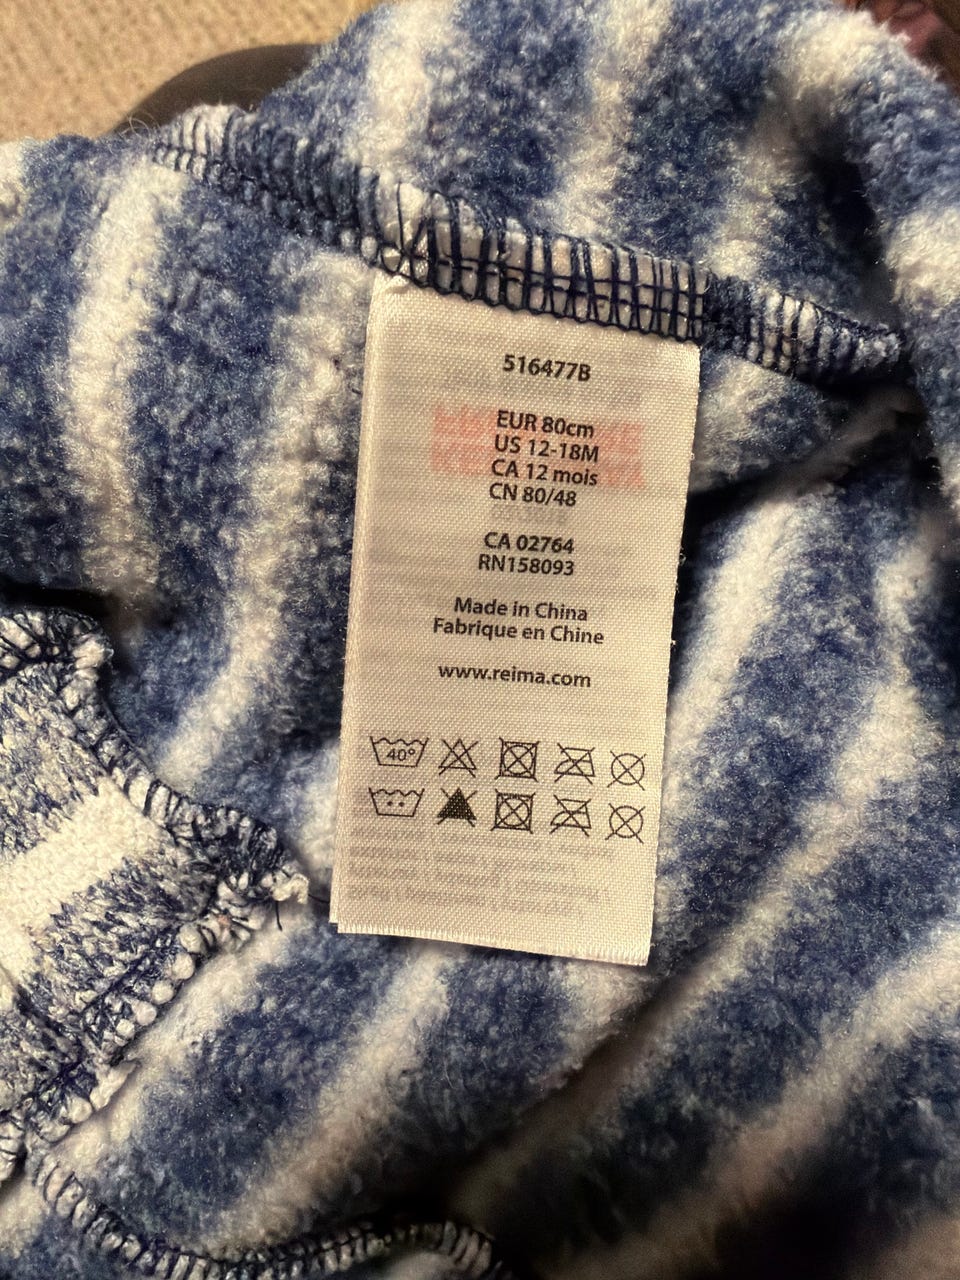 516477B
EUR 80cm
US 12-18M
CA 12 mois
CN 80/48
CA 02764
RN158093
Made in China
Fabrique en Chine
www.reima.com
40°